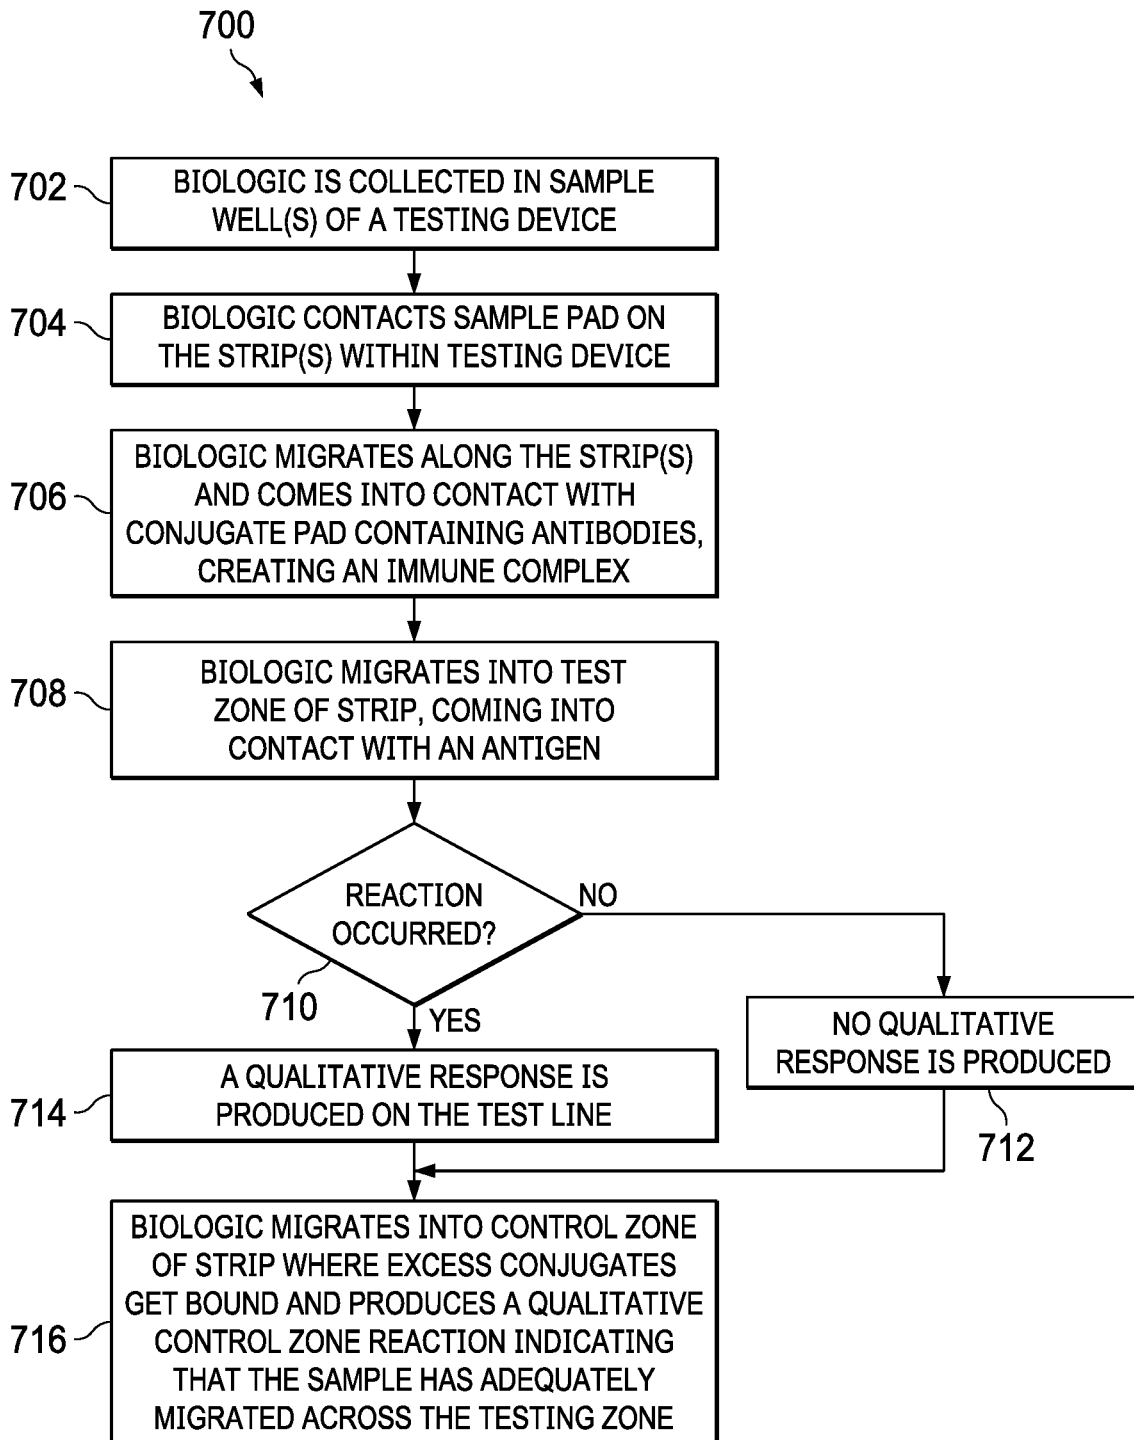 700
702
BIOLOGIC IS COLLECTED IN SAMPLE
WELL(S) OF A TESTING DEVICE
704
BIOLOGIC CONTACTS SAMPLE PAD ON
THE STRIP(S) WITHIN TESTING DEVICE
706
BIOLOGIC MIGRATES ALONG THE STRIP(S)
AND COMES INTO CONTACT WITH
CONJUGATE PAD CONTAINING ANTIBODIES,
CREATING AN IMMUNE COMPLEX
708
BIOLOGIC MIGRATES INTO TEST
ZONE OF STRIP, COMING INTO
CONTACT WITH AN ANTIGEN
REACTION
OCCURRED?
NO
710
YES
NO QUALITATIVE
RESPONSE IS PRODUCED
712
714
A QUALITATIVE RESPONSE IS
PRODUCED ON THE TEST LINE
716
BIOLOGIC MIGRATES INTO CONTROL ZONE
OF STRIP WHERE EXCESS CONJUGATES
GET BOUND AND PRODUCES A QUALITATIVE
CONTROL ZONE REACTION INDICATING
THAT THE SAMPLE HAS ADEQUATELY
MIGRATED ACROSS THE TESTING ZONE